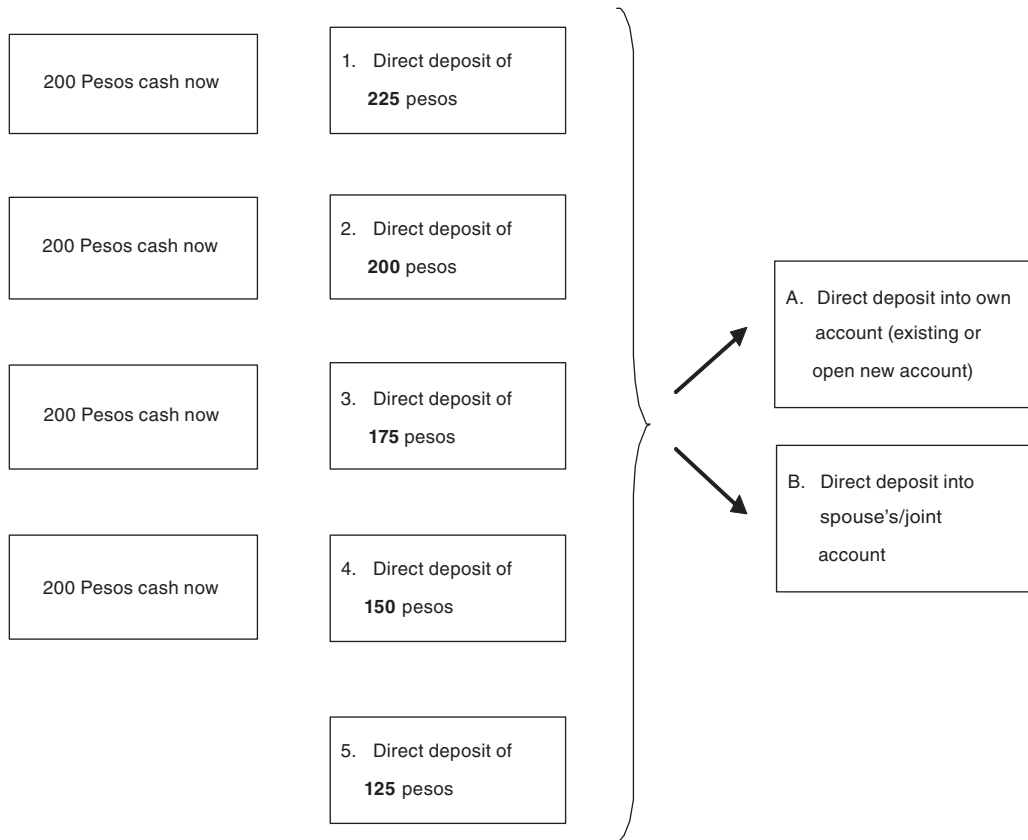 200 Pesos cash now
1. Direct deposit of
225 pesos
200 Pesos cash now
2. Direct deposit of
200 pesos
200 Pesos cash now
3. Direct deposit of
175 pesos
200 Pesos cash now
4. Direct deposit of
150 pesos
5. Direct deposit of
125 pesos
A. Direct deposit into own
account (existing or
open new account)
B. Direct deposit into
spouse's/joint
account